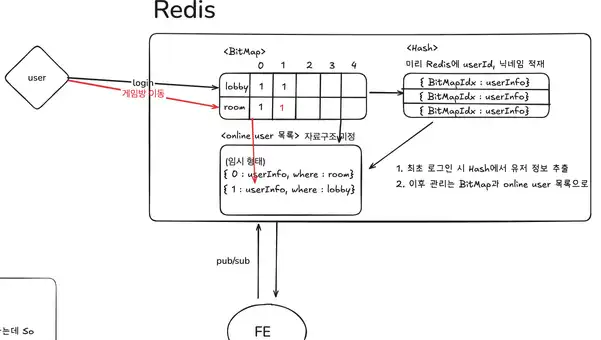 Redis
<BitMap>
<Hash>
0 1 2 3 4
미리 Redis에 userId, 닉네임 적재
user
login
게임방 이동
lobby 1 1
room 1 1
{ BitMapIdx : userInfo}
{ BitMapIdx : userInfo}
{ BitMapIdx : userInfo}
<online user 목록> 자료구조 미정
(임시 형태)
{ 0 : userInfo, where : room}
{ 1 : userInfo, where : lobby}
1. 최초 로그인 시 Hash에서 유저 정보 추출
2. 이후 관리는 BitMap과 online user 목록으로
pub/sub
FE
는데 So